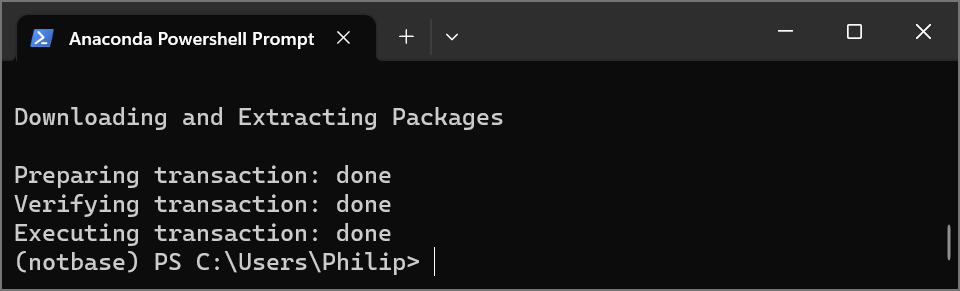 Anaconda Powershell Prompt
Downloading and Extracting Packages
Preparing transaction: done
Verifying transaction: done
Executing transaction: done
(notbase) PS C:\Users\Philip>